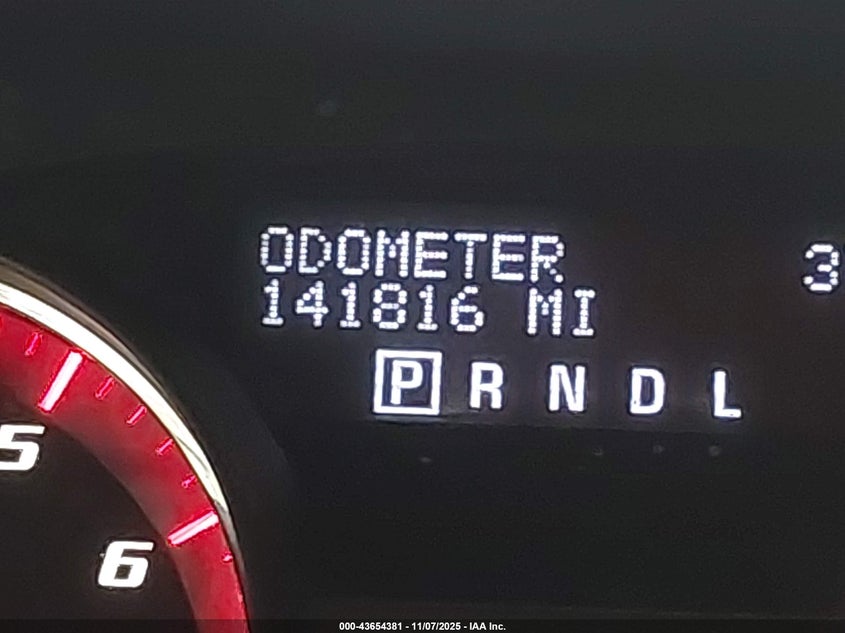 ODOMETER
141816 MI
3
P R N D L
5
6
000-43654381 - 11/07/2025 - IAA Inc.